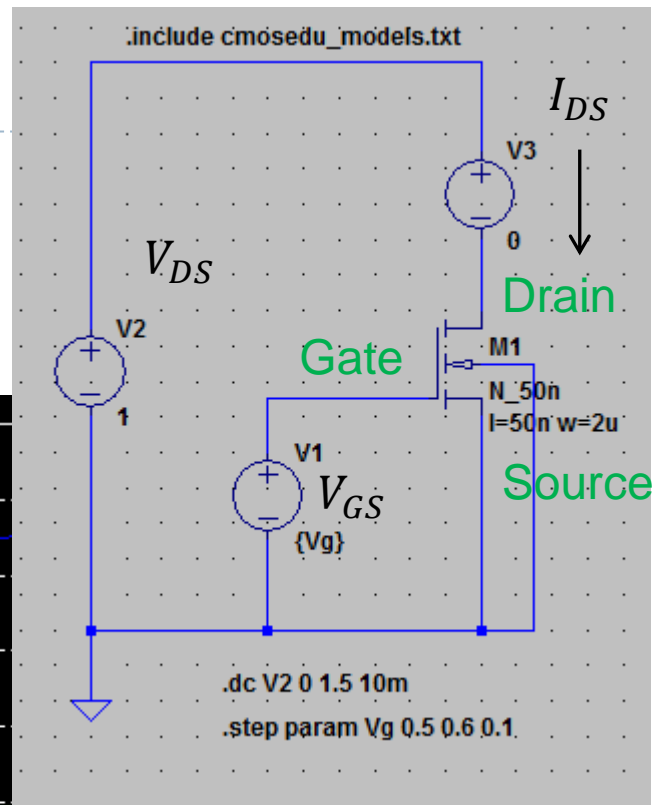 .include cmosedu_models.txt
I_DS
V3
0
V_DS
Drain
V2
Gate
M1
N_50n
l=50n w=2u
1
V1
V_GS
Source
{Vg}
.dc V2 0 1.5 10m
.step param Vg 0.5 0.6 0.1